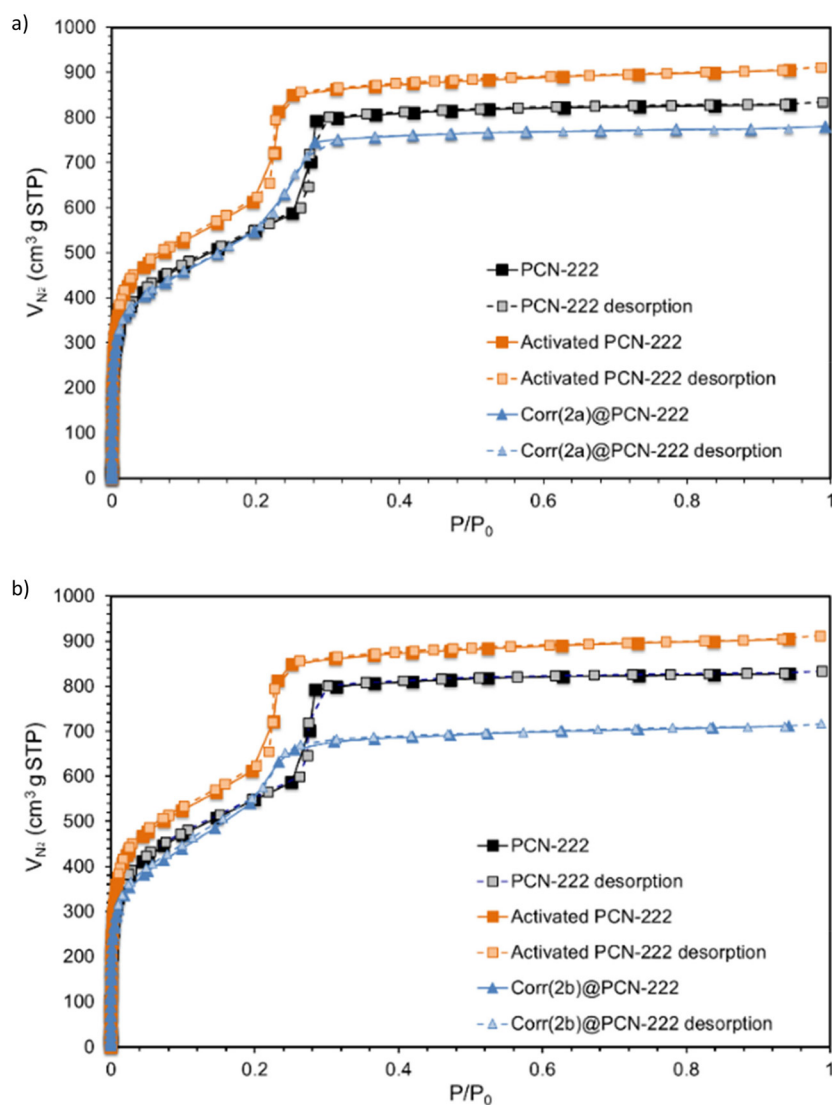 a)
1000
900
800
700
600
500
400
300
200
100
0
V_N₂ (cm³ g STP)
PCN-222
PCN-222 desorption
Activated PCN-222
Activated PCN-222 desorption
Corr(2a)@PCN-222
Corr(2a)@PCN-222 desorption
0 0.2 0.4 0.6 0.8 1
P/P₀
b)
1000
900
800
700
600
500
400
300
200
100
0
V_N₂ (cm³ g STP)
PCN-222
PCN-222 desorption
Activated PCN-222
Activated PCN-222 desorption
Corr(2b)@PCN-222
Corr(2b)@PCN-222 desorption
0 0.2 0.4 0.6 0.8 1
P/P₀